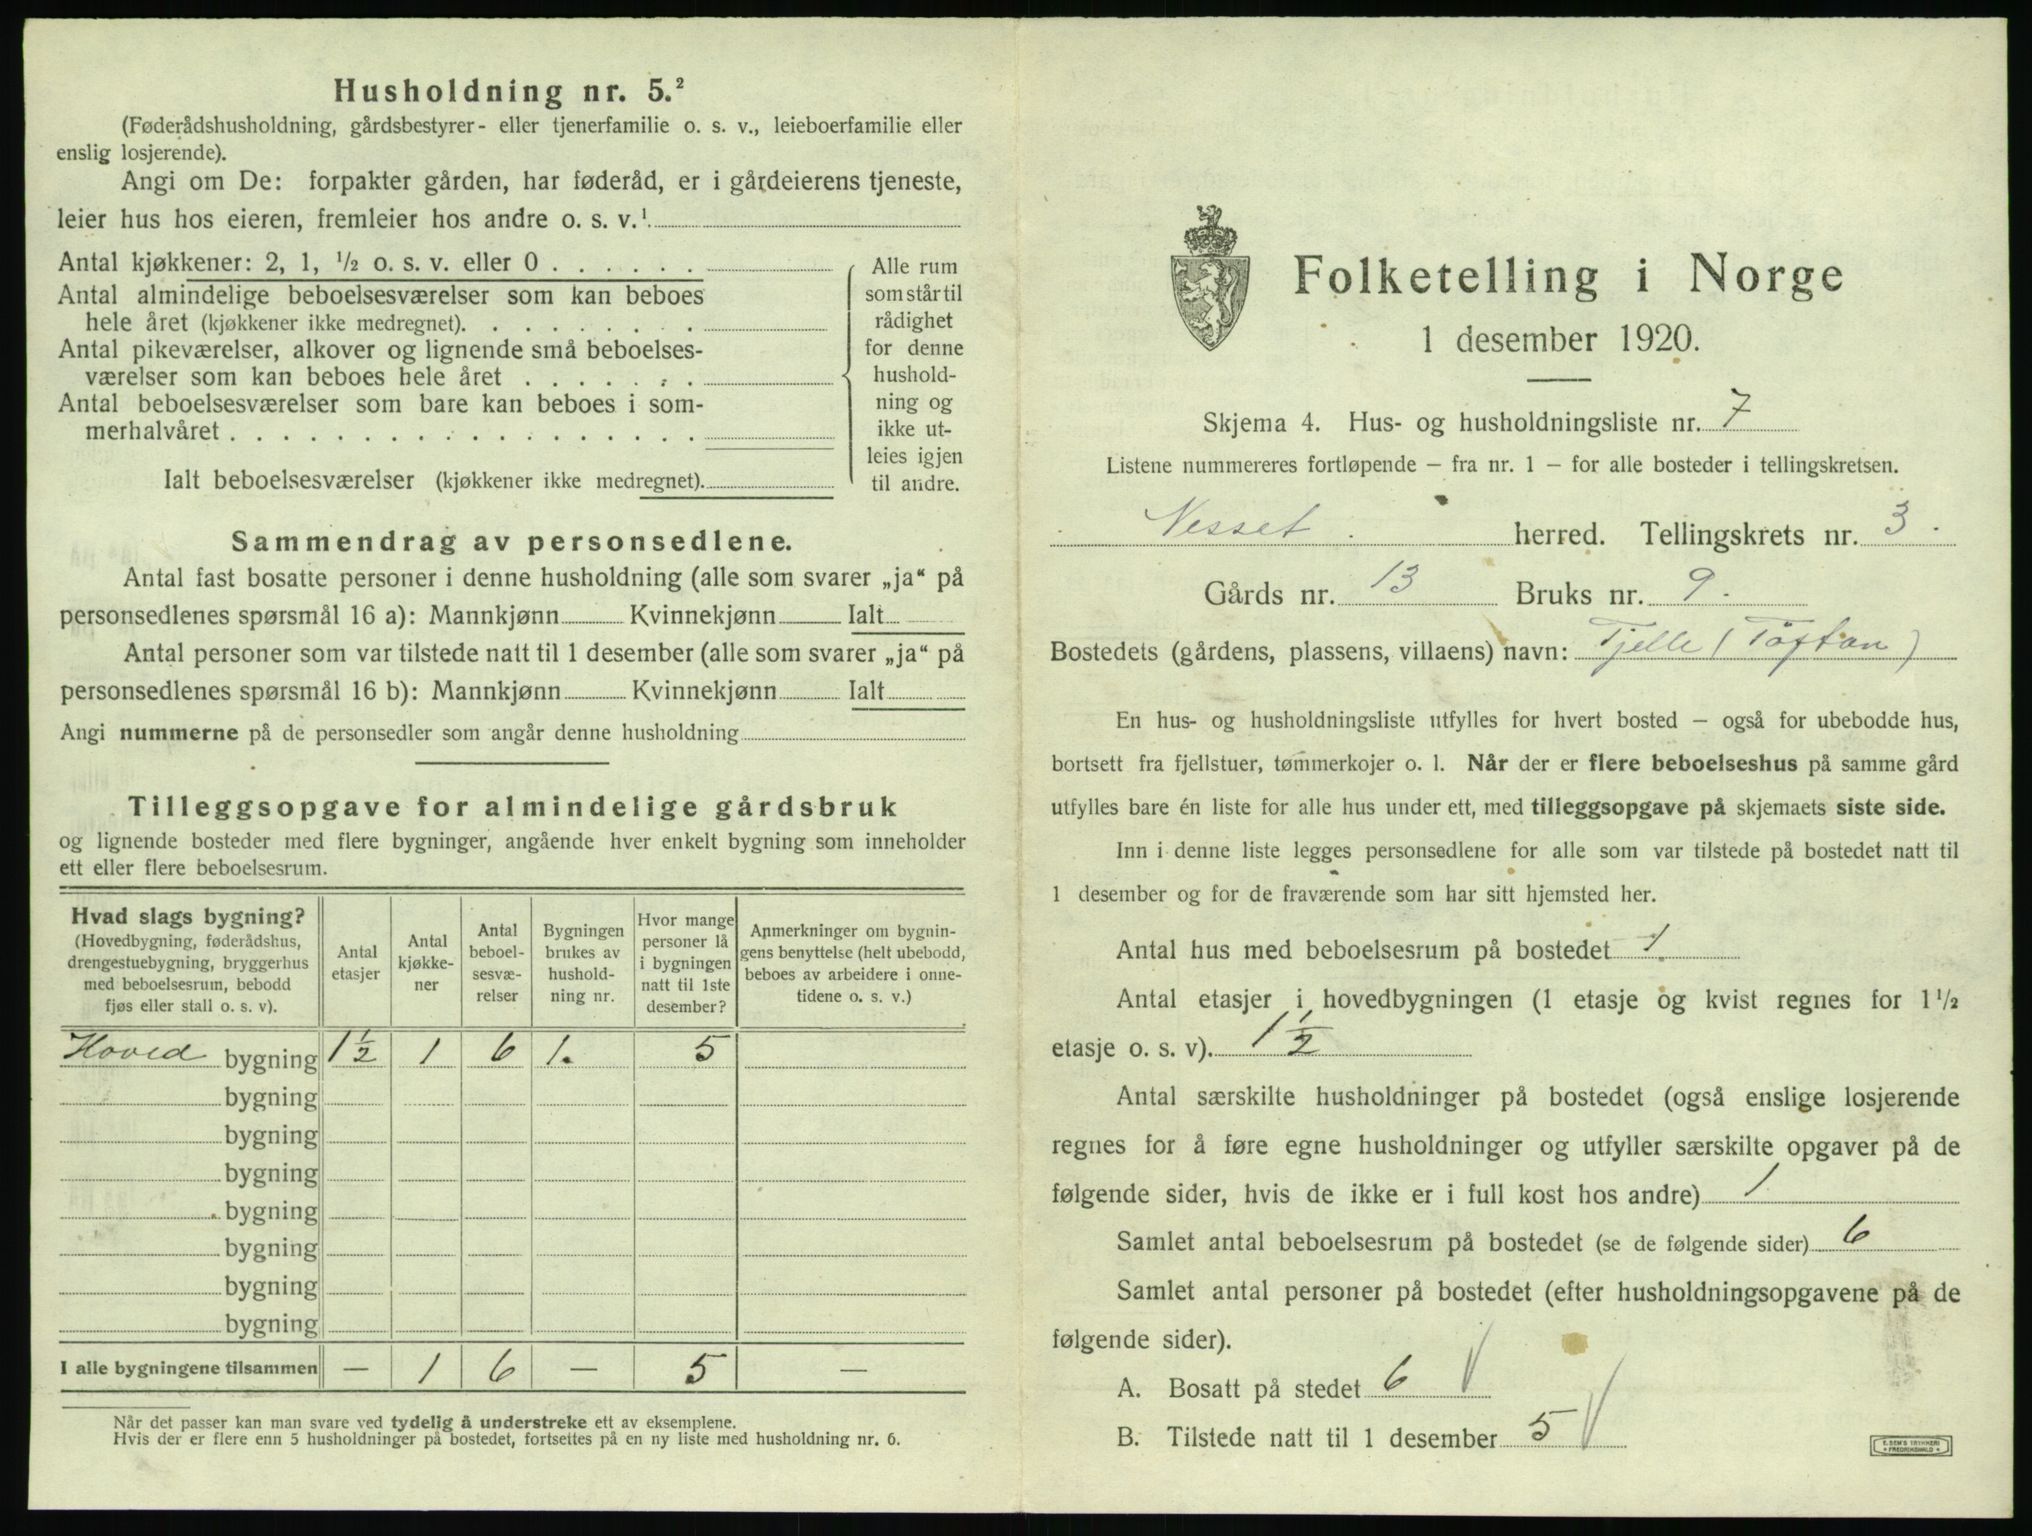 Husholdning nr. 5.²
(Føderådshusholdning, gårdsbestyrer- eller tjenerfamilie o. s. v., leieboerfamilie eller
enslig losjerende).
Angi om De: forpakter gården, har føderåd, er i gårdeierens tjeneste,
leier hus hos eieren, fremleier hos andre o. s. v.¹
Antal kjøkkener: 2, 1, ½ o. s. v. eller 0
Antal almindelige beboelsesværelser som kan beboes
hele året (kjøkkener ikke medregnet).
Antal pikeværelser, alkover og lignende små beboelses-
værelser som kan beboes hele året
Antal beboelsesværelser som bare kan beboes i som-
merhalvåret
Ialt beboelsesværelser (kjøkkener ikke medregnet).
Alle rum
som står til
rådighet
for denne
hushold-
ning og
ikke ut-
leies igjen
til andre.
Sammendrag av personsedlene.
Antal fast bosatte personer i denne husholdning (alle som svarer „ja“ på
personsedlenes spørsmål 16 a): Mannkjønn Kvinnekjønn Ialt
Antal personer som var tilstede natt til 1 desember (alle som svarer „ja“ på
personsedlenes spørsmål 16 b): Mannkjønn Kvinnekjønn Ialt
Angi nummerne på de personsedler som angår denne husholdning
Tilleggsopgave for almindelige gårdsbruk
og lignende bosteder med flere bygninger, angående hver enkelt bygning som inneholder
ett eller flere beboelsesrum.
Hvad slags bygning?
(Hovedbygning, føderådshus,
drengestuebygning, bryggerhus
med beboelsesrum, bebodd
fjøs eller stall o. s. v).
Antal
etasjer
Antal
kjøkke-
ner
Antal
beboel-
sesvæ-
relser
Bygningen
brukes av
hushold-
ning nr.
Hvor mange
personer lå
i bygningen
natt til 1ste
desember?
Anmerkninger om bygnin-
gens benyttelse (helt ubebodd,
beboes av arbeidere i onne-
tidene o. s. v.)
Hoved bygning 1½ 1 6 1. 5
bygning
bygning
bygning
bygning
bygning
bygning
bygning
I alle bygningene tilsammen — 1 6 — 5 —
Når det passer kan man svare ved tydelig å understreke ett av eksemplene.
Hvis der er flere enn 5 husholdninger på bostedet, fortsettes på en ny liste med husholdning nr. 6.
Folketelling i Norge
1 desember 1920.
Skjema 4. Hus- og husholdningsliste nr. 7
Listene nummereres fortløpende – fra nr. 1 – for alle bosteder i tellingskretsen.
Nesset herred. Tellingskrets nr. 3.
Gårds nr. 13 Bruks nr. 9.
Bostedets (gårdens, plassens, villaens) navn: Tjelle (Töftan)
En hus- og husholdningsliste utfylles for hvert bosted – også for ubebodde hus,
bortsett fra fjellstuer, tømmerkojer o. l. Når der er flere beboelseshus på samme gård
utfylles bare én liste for alle hus under ett, med tilleggsopgave på skjemaets siste side.
Inn i denne liste legges personsedlene for alle som var tilstede på bostedet natt til
1 desember og for de fraværende som har sitt hjemsted her.
Antal hus med beboelsesrum på bostedet 1.
Antal etasjer i hovedbygningen (1 etasje og kvist regnes for 1½
etasje o. s. v). 1½
Antal særskilte husholdninger på bostedet (også enslige losjerende
regnes for å føre egne husholdninger og utfyller særskilte opgaver på de
følgende sider, hvis de ikke er i full kost hos andre) 1
Samlet antal beboelsesrum på bostedet (se de følgende sider) 6
Samlet antal personer på bostedet (efter husholdningsopgavene på de
følgende sider).
A. Bosatt på stedet 6
B. Tilstede natt til 1 desember 5
E. SEM'S TRYKKERI
FREDRIKSHALD